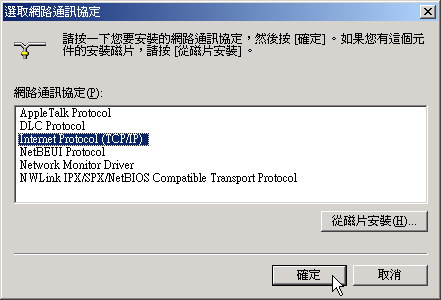 選取網路通訊協定
請按一下您要安裝的網路通訊協定，然後按 [確定] 。如果您有這個元
件的安裝磁片，請按 [從磁片安裝] 。
網路通訊協定(P):
AppleTalk Protocol
DLC Protocol
Internet Protocol (TCP/IP)
NetBEUI Protocol
Network Monitor Driver
NWLink IPX/SPX/NetBIOS Compatible Transport Protocol
從磁片安裝(H)...
確定
取消